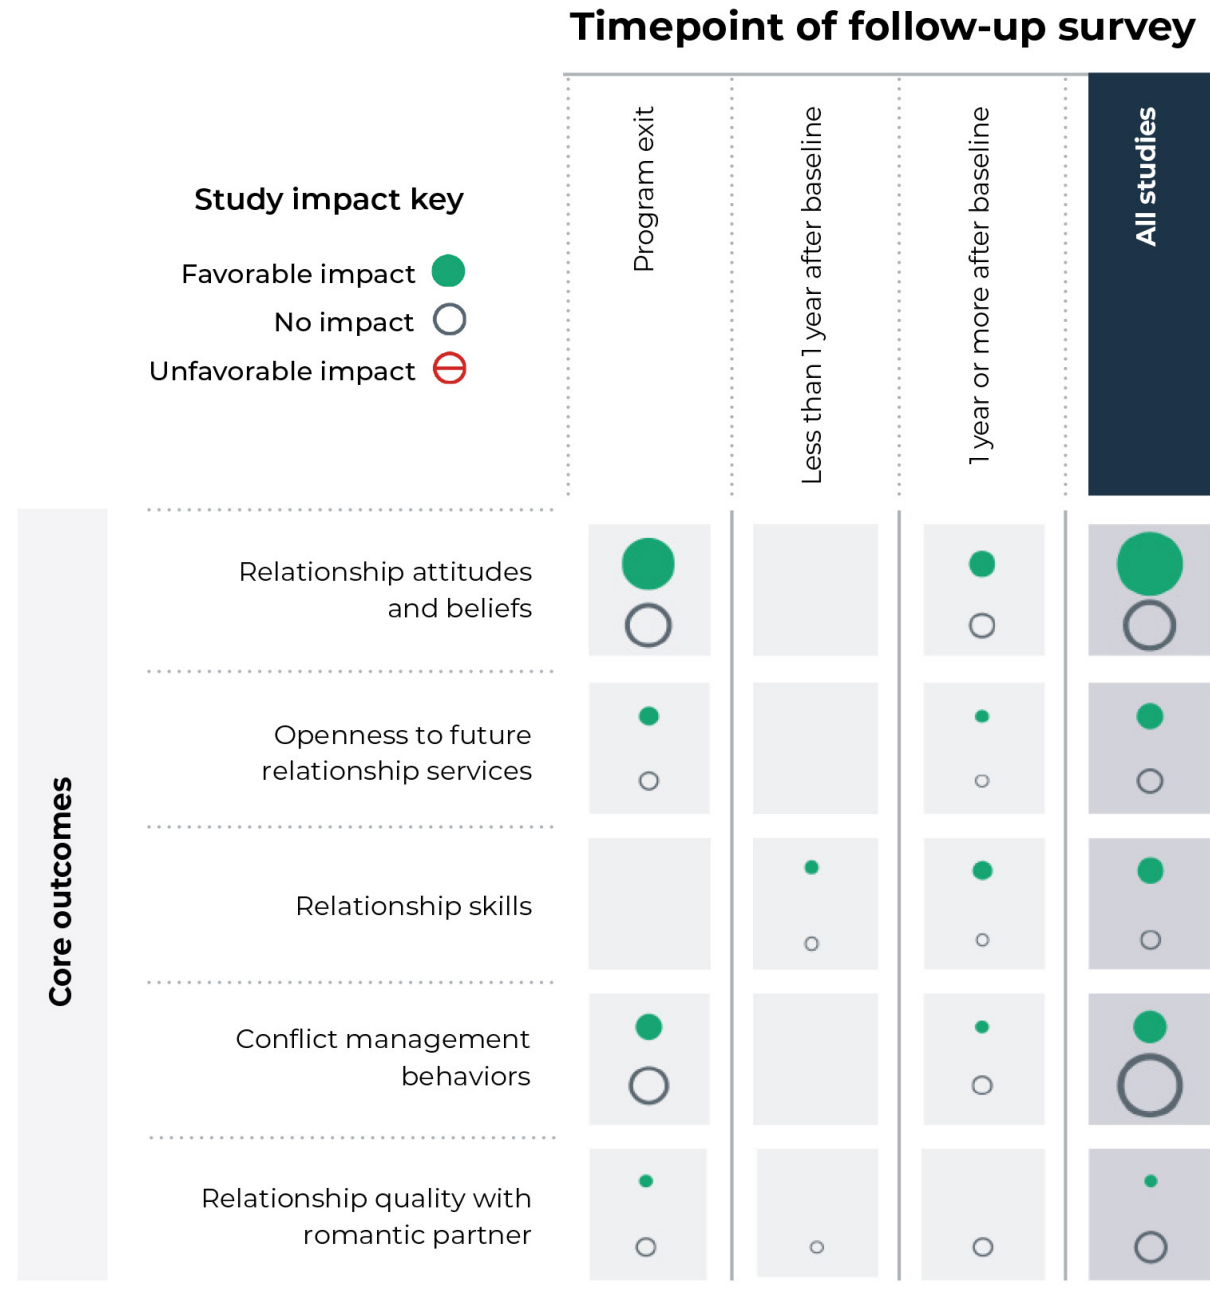 Timepoint of follow-up survey
Program exit
Less than 1 year after baseline
1 year or more after baseline
All studies
Study impact key
Favorable impact
No impact
Unfavorable impact
Core outcomes
Relationship attitudes
and beliefs
Openness to future
relationship services
Relationship skills
Conflict management
behaviors
Relationship quality with
romantic partner